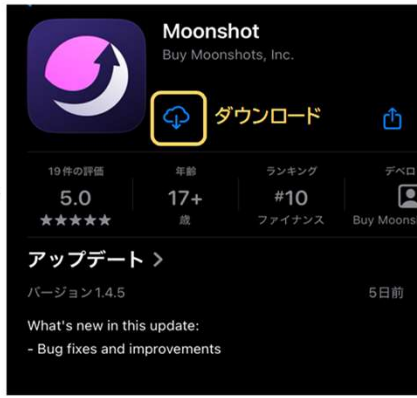 Moonshot
Buy Moonshots, Inc.
ダウンロード
19件の評価
年齢
ランキング
デベロ
5.0
17+
#10
★★★★★
歳
ファイナンス
Buy Moons
アップデート >
バージョン 1.4.5
5日前
What's new in this update:
- Bug fixes and improvements